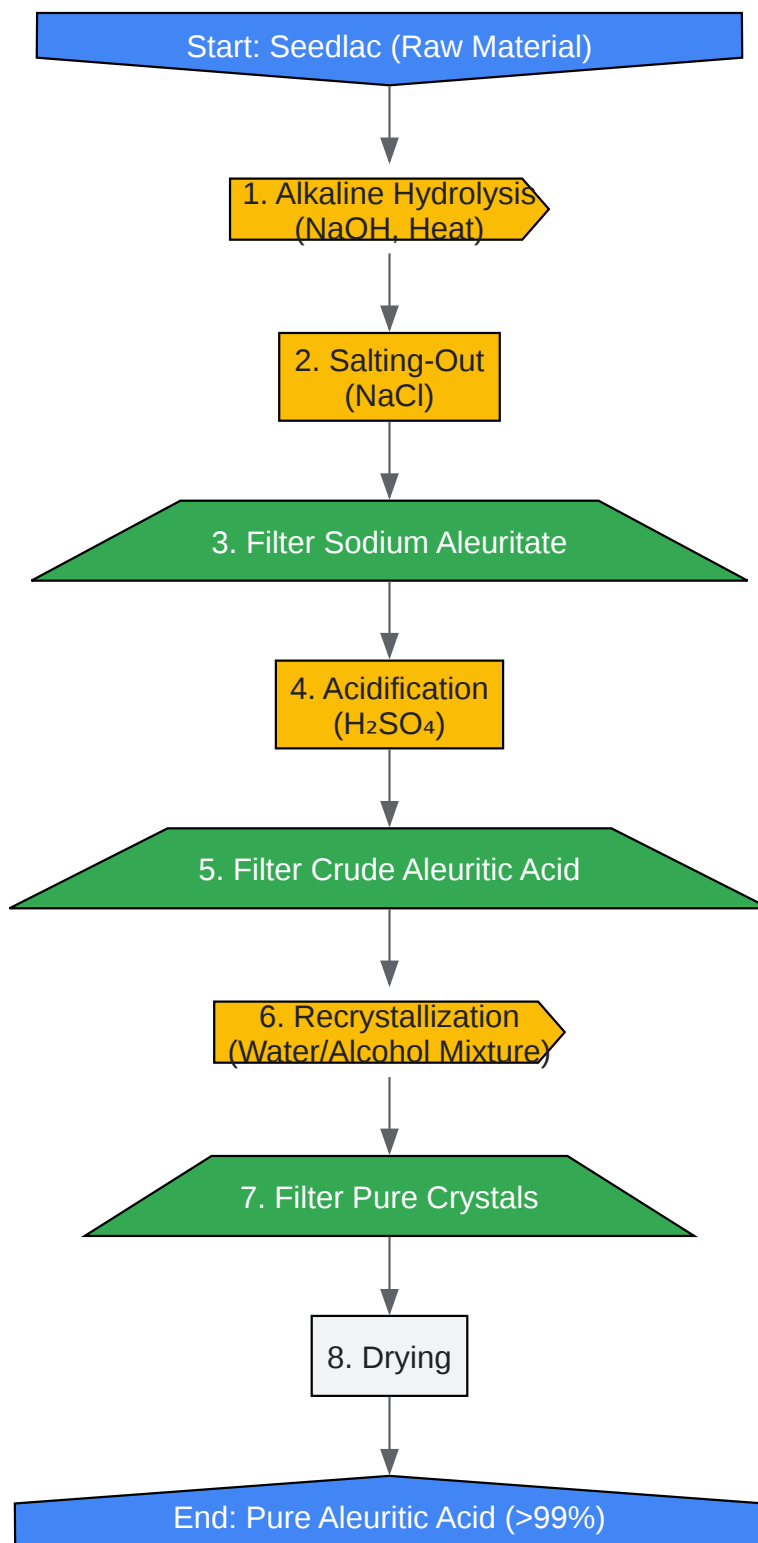 Start: Seedlac (Raw Material)
1. Alkaline Hydrolysis
(NaOH, Heat)
2. Salting-Out
(NaCl)
3. Filter Sodium Aleuritate
4. Acidification
(H₂SO₄)
5. Filter Crude Aleuritic Acid
6. Recrystallization
(Water/Alcohol Mixture)
7. Filter Pure Crystals
8. Drying
End: Pure Aleuritic Acid (>99%)